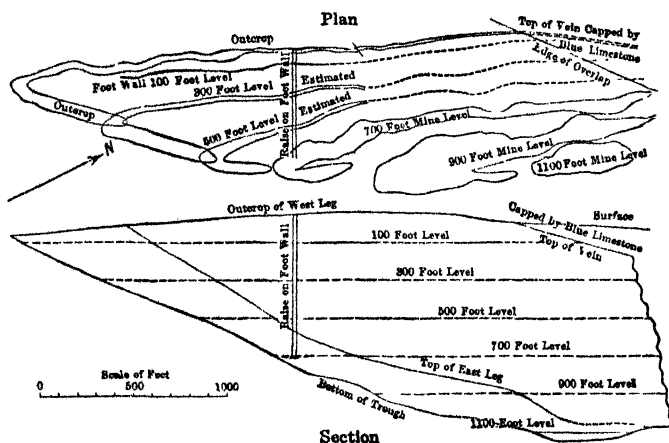 Plan
Outcrop
Top of Vein Capped by
Blue Limestone
Edge of Overlap
Foot Wall 100 Foot Level
Estimated
300 Foot Level
Raise on Foot Wall
Outcrop
Estimated
500 Foot Level
700 Foot Mine Level
900 Foot Mine Level
1100 Foot Mine Level
N
Outcrop of West Leg
Capped by Blue Limestone
Surface
100 Foot Level
Top of Vein
Raise on Foot Wall
300 Foot Level
500 Foot Level
700 Foot Level
Scale of Feet
0 500 1000
Top of East Leg
900 Foot Level
Bottom of Trough
1100 Foot Level
Section